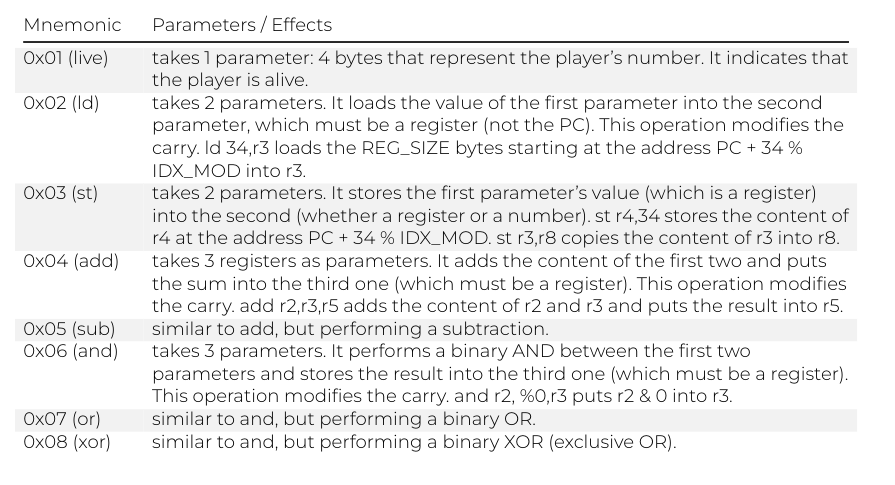 Mnemonic Parameters / Effects
0x01 (live) takes 1 parameter: 4 bytes that represent the player's number. It indicates that
the player is alive.
0x02 (ld) takes 2 parameters. It loads the value of the first parameter into the second
parameter, which must be a register (not the PC). This operation modifies the
carry. ld 34,r3 loads the REG_SIZE bytes starting at the address PC + 34 %
IDX_MOD into r3.
0x03 (st) takes 2 parameters. It stores the first parameter's value (which is a register)
into the second (whether a register or a number). st r4,34 stores the content of
r4 at the address PC + 34 % IDX_MOD. st r3,r8 copies the content of r3 into r8.
0x04 (add) takes 3 registers as parameters. It adds the content of the first two and puts
the sum into the third one (which must be a register). This operation modifies
the carry. add r2,r3,r5 adds the content of r2 and r3 and puts the result into r5.
0x05 (sub) similar to add, but performing a subtraction.
0x06 (and) takes 3 parameters. It performs a binary AND between the first two
parameters and stores the result into the third one (which must be a register).
This operation modifies the carry. and r2, %0,r3 puts r2 & 0 into r3.
0x07 (or) similar to and, but performing a binary OR.
0x08 (xor) similar to and, but performing a binary XOR (exclusive OR).